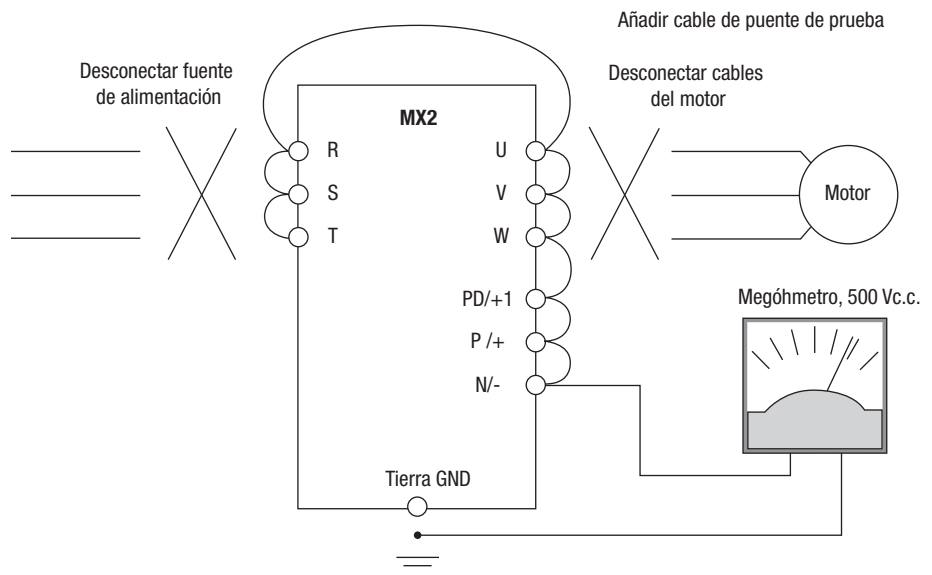 Añadir cable de puente de prueba
Desconectar fuente
de alimentación
Desconectar cables
del motor
MX2
R
U
S
V
T
W
Motor
PD/+1
P /+
N/-
Megóhmetro, 500 Vc.c.
Tierra GND